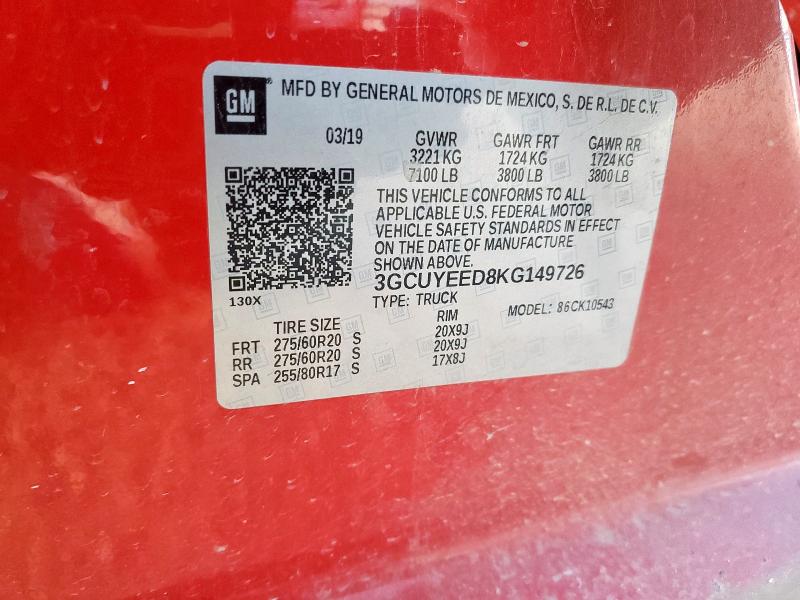 GM MFD BY GENERAL MOTORS DE MEXICO, S. DE R.L. DE C.V.
03/19 GVWR GAWR FRT GAWR RR
3221 KG 1724 KG 1724 KG
7100 LB 3800 LB 3800 LB
THIS VEHICLE CONFORMS TO ALL
APPLICABLE U.S. FEDERAL MOTOR
VEHICLE SAFETY STANDARDS IN EFFECT
ON THE DATE OF MANUFACTURE
SHOWN ABOVE.
3GCUYEED8KG149726
130X
TYPE: TRUCK MODEL: 86CK10543
TIRE SIZE RIM
FRT 275/60R20 S 20X9J
RR 275/60R20 S 20X9J
SPA 255/80R17 S 17X8J